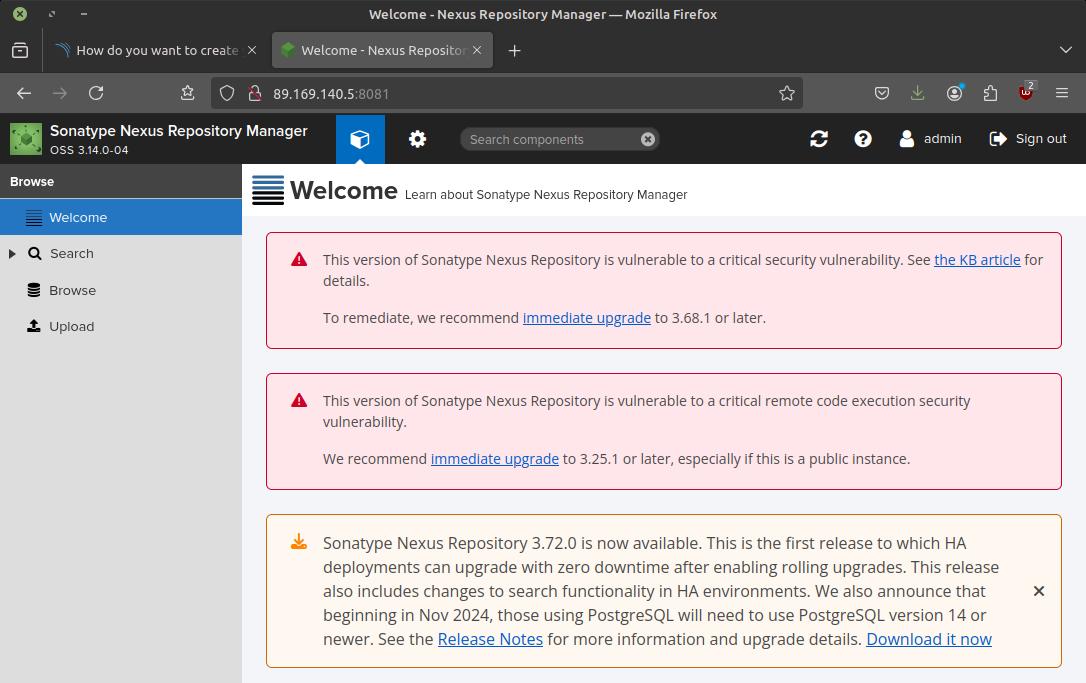 Welcome - Nexus Repository Manager — Mozilla Firefox
How do you want to create
Welcome - Nexus Repositor
89.169.140.5:8081
2
Sonatype Nexus Repository Manager
OSS 3.14.0-04
Search components
admin
Sign out
Browse
Welcome
Search
Browse
Upload
Welcome Learn about Sonatype Nexus Repository Manager
This version of Sonatype Nexus Repository is vulnerable to a critical security vulnerability. See the KB article for
details.
To remediate, we recommend immediate upgrade to 3.68.1 or later.
This version of Sonatype Nexus Repository is vulnerable to a critical remote code execution security
vulnerability.
We recommend immediate upgrade to 3.25.1 or later, especially if this is a public instance.
Sonatype Nexus Repository 3.72.0 is now available. This is the first release to which HA
deployments can upgrade with zero downtime after enabling rolling upgrades. This release
also includes changes to search functionality in HA environments. We also announce that
beginning in Nov 2024, those using PostgreSQL will need to use PostgreSQL version 14 or
newer. See the Release Notes for more information and upgrade details. Download it now